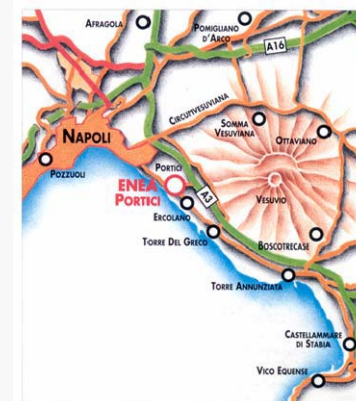 AFRAGOLA
POMIGLIANO
D'ARCO
A16
CIRCUMVESUVIANA
SOMMA
VESUVIANA
OTTAVIANO
NAPOLI
POZZUOLI
PORTICI
ENEA
PORTICI
A3
ERCOLANO
VESUVIO
TORRE DEL GRECO
BOSCOTRECASE
TORRE ANNUNZIATA
CASTELLAMMARE
DI STABIA
VICO EQUENSE